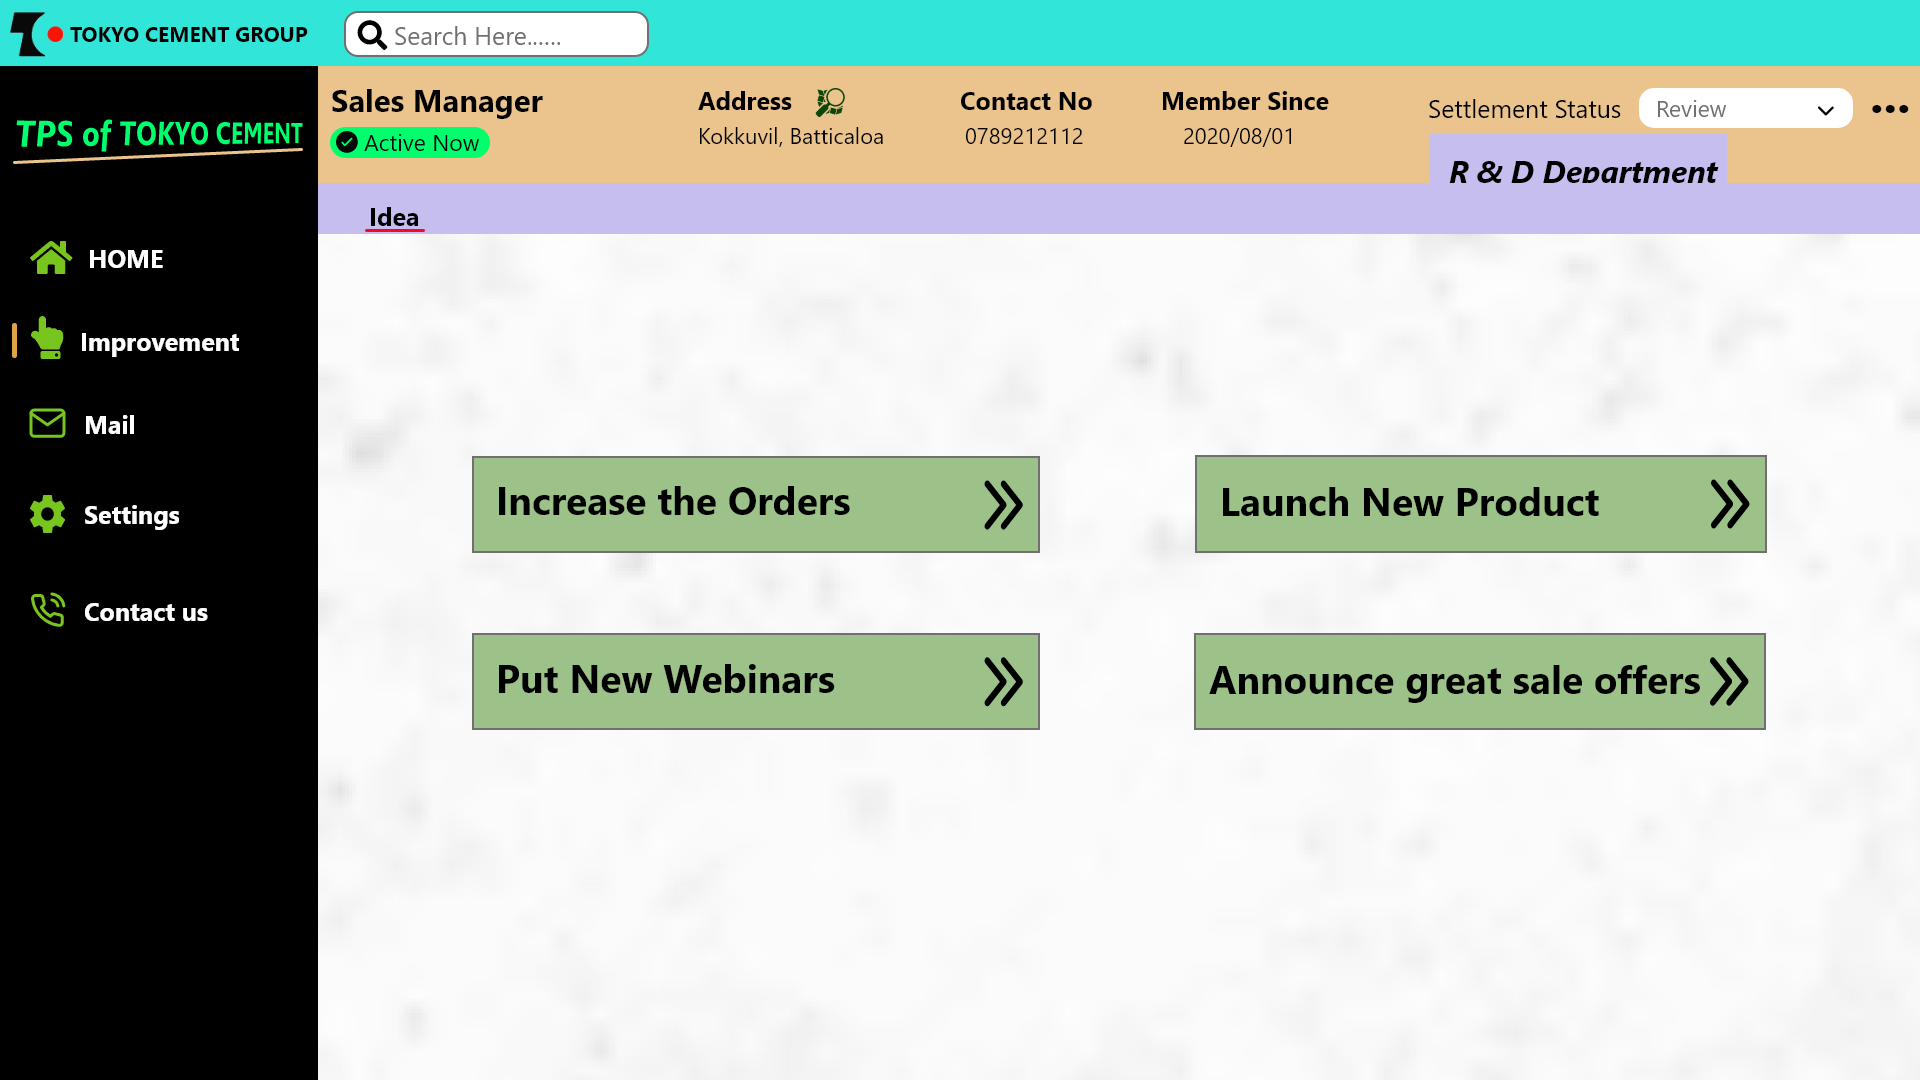 TOKYO CEMENT GROUP
Search Here......
TPS of TOKYO CEMENT
HOME
Improvement
Mail
Settings
Contact us
Sales Manager
Active Now
Address
Kokkuvil, Batticaloa
Contact No
0789212112
Member Since
2020/08/01
Settlement Status
Review
R & D Department
Idea
Increase the Orders
Launch New Product
Put New Webinars
Announce great sale offers